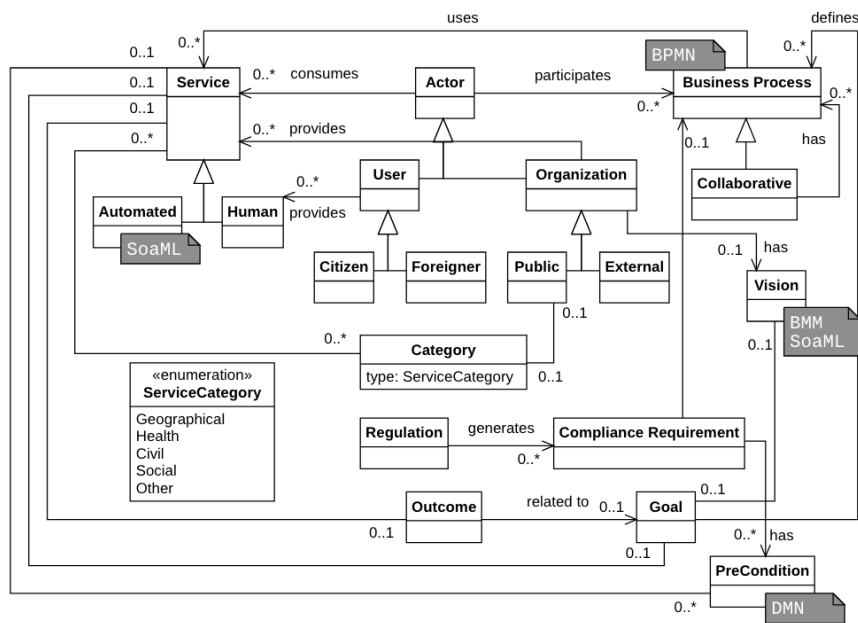 uses
defines
0..1
0..*
BPMN
0..*
Service
0..*
consumes
Actor
participates
Business Process
0..1
0..*
0..*
0..1
0..*
0..*
provides
0..1
has
User
Organization
Collaborative
0..*
provides
Automated
Human
SoaML
Citizen
Foreigner
Public
External
0..1
has
Vision
0..1
BMM
SoaML
0..1
0..*
Category
type: ServiceCategory
0..1
«enumeration»
ServiceCategory
Geographical
Health
Civil
Social
Other
Regulation
generates
0..*
Compliance Requirement
Outcome
related to
0..1
Goal
0..1
0..1
0..1
0..*
has
PreCondition
0..*
DMN